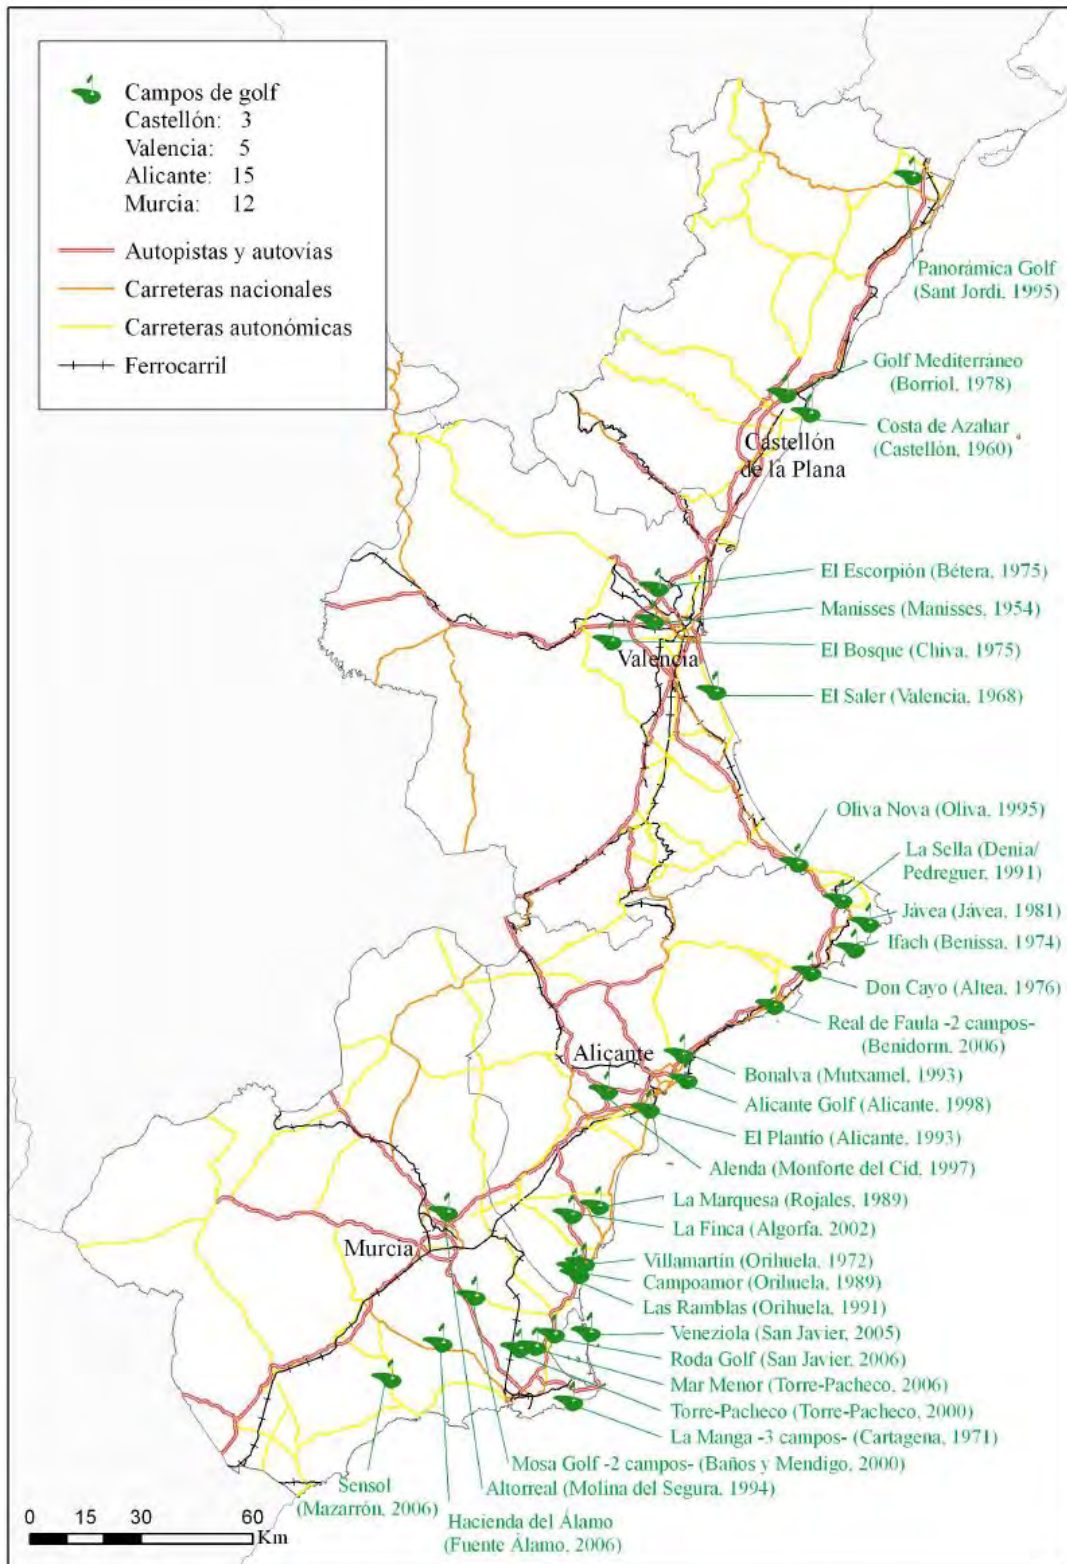 Campos de golf
Castellón: 3
Valencia: 5
Alicante: 15
Murcia: 12
Autopistas y autovías
Carreteras nacionales
Carreteras autonómicas
Ferrocarril
Panorámica Golf
(Sant Jordi, 1995)
Golf Mediterráneo
(Borriol, 1978)
Costa de Azahar
(Castellón, 1960)
Castellón
de la Plana
El Escorpión (Bétera, 1975)
Manisses (Manisses, 1954)
El Bosque (Chiva, 1975)
Valencia
El Saler (Valencia, 1968)
Oliva Nova (Oliva, 1995)
La Sella (Denia/
Pedreguer, 1991)
Jávea (Jávea, 1981)
Ifach (Benissa, 1974)
Don Cayo (Altea, 1976)
Real de Faula -2 campos-
(Benidorm, 2006)
Alicante
Bonalva (Mutxamel, 1993)
Alicante Golf (Alicante, 1998)
El Plantío (Alicante, 1993)
Alenda (Monforte del Cid, 1997)
La Marquesa (Rojales, 1989)
La Finca (Algorfa, 2002)
Murcia
Villamartín (Orihuela, 1972)
Campoamor (Orihuela, 1989)
Las Ramblas (Orihuela, 1991)
Veneziola (San Javier, 2005)
Roda Golf (San Javier, 2006)
Mar Menor (Torre-Pacheco, 2006)
Torre-Pacheco (Torre-Pacheco, 2000)
La Manga -3 campos- (Cartagena, 1971)
Mosa Golf -2 campos- (Baños y Mendigo, 2000)
Altorreal (Molina del Segura, 1994)
Sensol
(Mazarrón, 2006)
Hacienda del Álamo
(Fuente Álamo, 2006)
0 15 30 60
Km